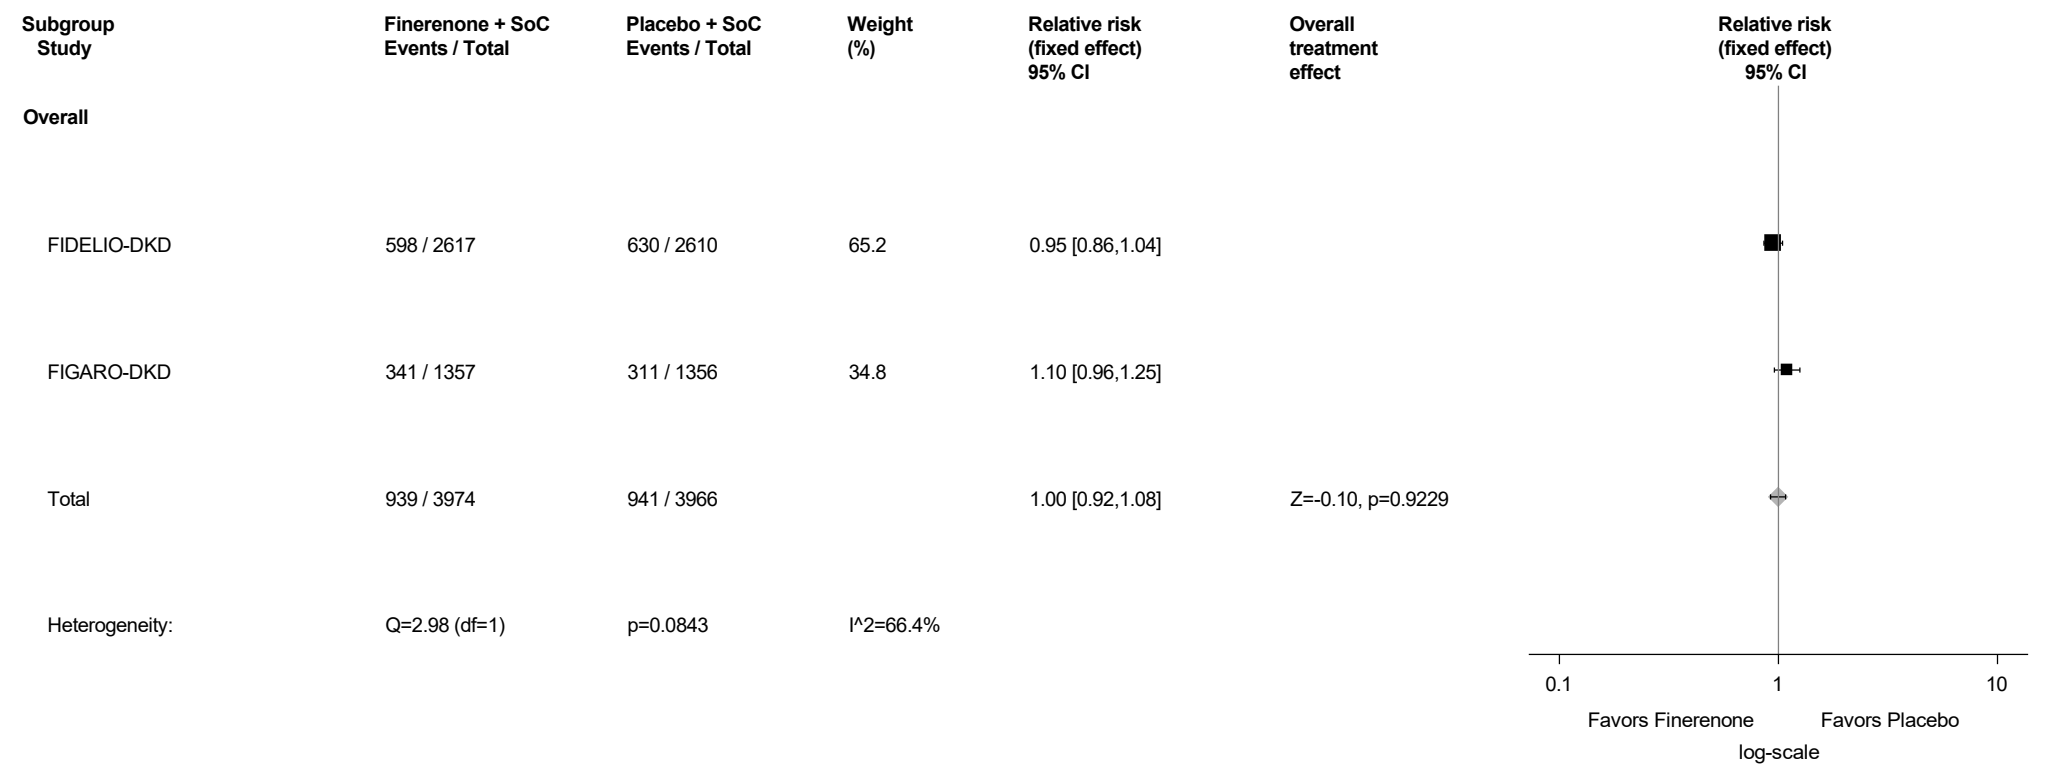 Subgroup Finerenone + SoC Placebo + SoC Weight Relative risk Overall Relative risk
Study Events / Total Events / Total (%) (fixed effect) treatment (fixed effect)
95% CI effect 95% CI
Overall
FIDELIO-DKD 598 / 2617 630 / 2610 65.2 0.95 [0.86,1.04]
FIGARO-DKD 341 / 1357 311 / 1356 34.8 1.10 [0.96,1.25]
Total 939 / 3974 941 / 3966 1.00 [0.92,1.08] Z=-0.10, p=0.9229
Heterogeneity: Q=2.98 (df=1) p=0.0843 I^2=66.4%
0.1 1 10
Favors Finerenone Favors Placebo
log-scale